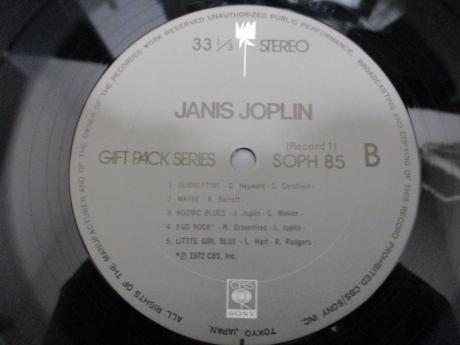 ALL RIGHTS OF THE MANUFACTURER AND OF THE OWNER OF THE RECORDED WORK RESERVED UNAUTHORIZED PUBLIC PERFORMANCE, BROADCASTING AND COPYING OF THIS RECORD PROHIBITED.CBS/SONY INC.
TOKYO JAPAN.
33 1/3 STEREO
JANIS JOPLIN
(Record 1)
GIFT PACK SERIES SOPH 85 B
1. SUMMERTIME - D. Heyward - G. Gershwin -
2. MAYBE - R. Barrett -
3. KOZMIC BLUES - J. Joplin - G. Mekler -
4. EGO ROCK* - N. Gravenites - J. Joplin -
5. LITTTE GIRL BLUE - L. Hart - R. Rodgers -
*℗ 1972 CBS, Inc.
CBS
SONY